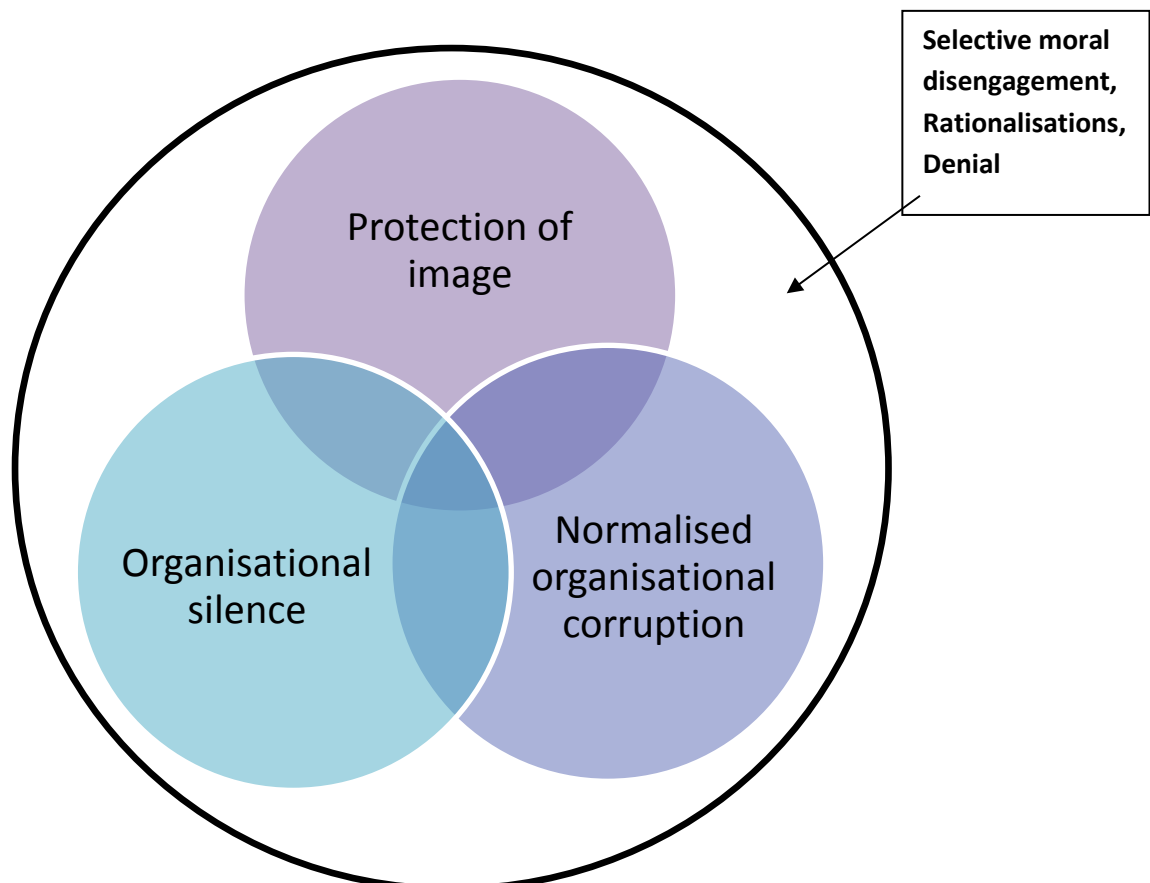 Selective moral
disengagement,
Rationalisations,
Denial
Protection of
image
Organisational
silence
Normalised
organisational
corruption